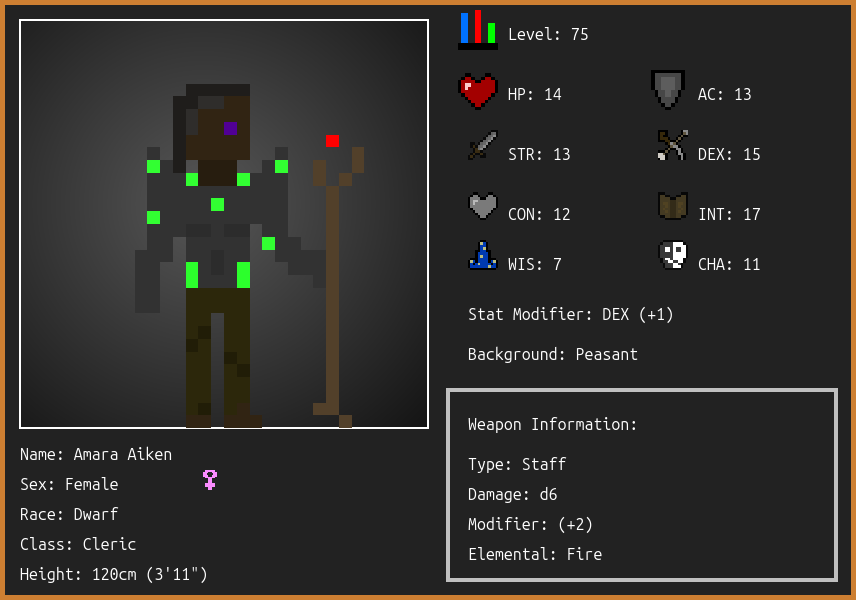 Level: 75
HP: 14
AC: 13
STR: 13
DEX: 15
CON: 12
INT: 17
WIS: 7
CHA: 11
Stat Modifier: DEX (+1)
Background: Peasant
Weapon Information:
Type: Staff
Damage: d6
Modifier: (+2)
Elemental: Fire
Name: Amara Aiken
Sex: Female
Race: Dwarf
Class: Cleric
Height: 120cm (3'11")